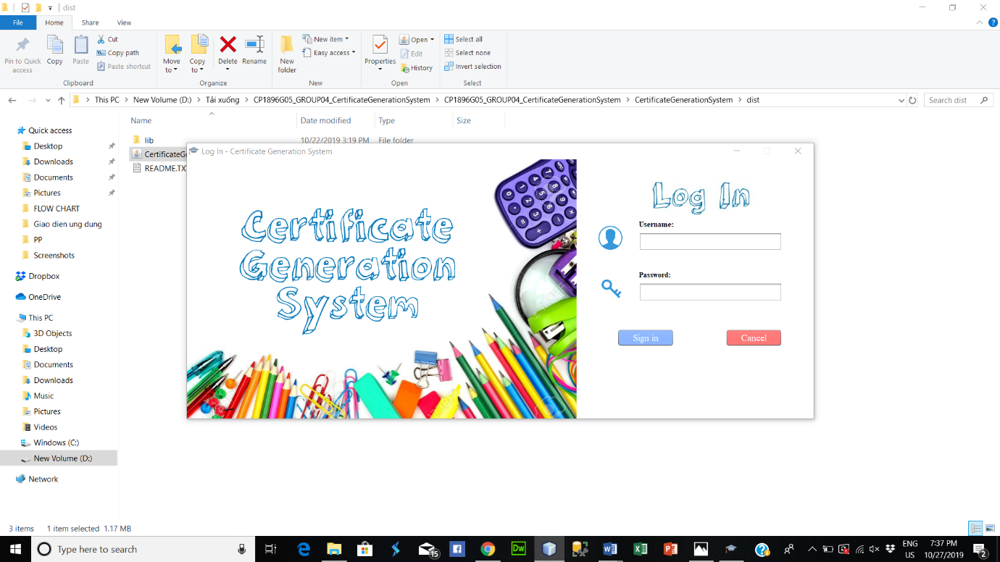 dist
File Home Share View
Pin to Quick access
Copy
Paste
Cut
Copy path
Paste shortcut
Clipboard
Move to
Copy to
Delete
Rename
Organize
New folder
New item
Easy access
New
Properties
Open
Edit
History
Open
Select all
Select none
Invert selection
Select
This PC > New Volume (D:) > Tải xuống > CP1896G05_GROUP04_CertificateGenerationSystem > CP1896G05_GROUP04_CertificateGenerationSystem > CertificateGenerationSystem > dist
Search dist
Name Date modified Type Size
lib 10/22/2019 3:19 PM File folder
CertificateGe
README.TX
Quick access
Desktop
Downloads
Documents
Pictures
FLOW CHART
Giao dien ung dung
PP
Screenshots
Dropbox
OneDrive
This PC
3D Objects
Desktop
Documents
Downloads
Music
Pictures
Videos
Windows (C:)
New Volume (D:)
Network
Log In - Certificate Generation System
Certificate
Generation
System
Log In
Username:
Password:
Sign in Cancel
3 items 1 item selected 1.17 MB
Type here to search
15
Dw
ENG
US
7:37 PM
10/27/2019
2